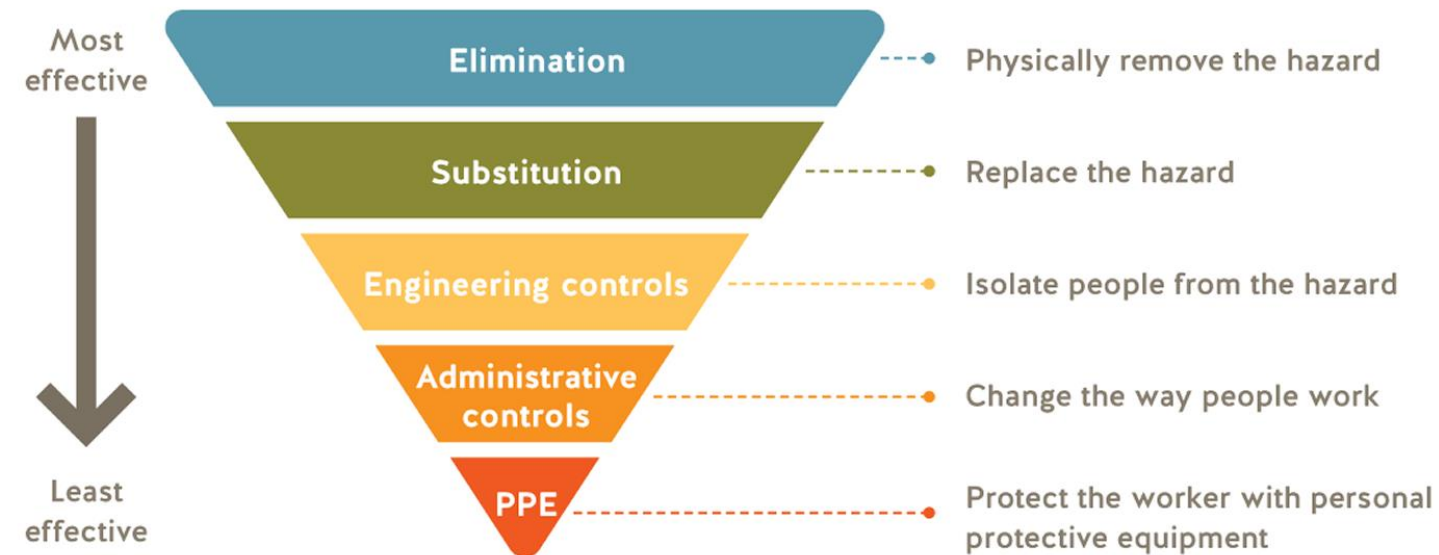 Most
effective
Elimination
Physically remove the hazard
Substitution
Replace the hazard
Engineering controls
Isolate people from the hazard
Administrative
controls
Change the way people work
Least
effective
PPE
Protect the worker with personal
protective equipment